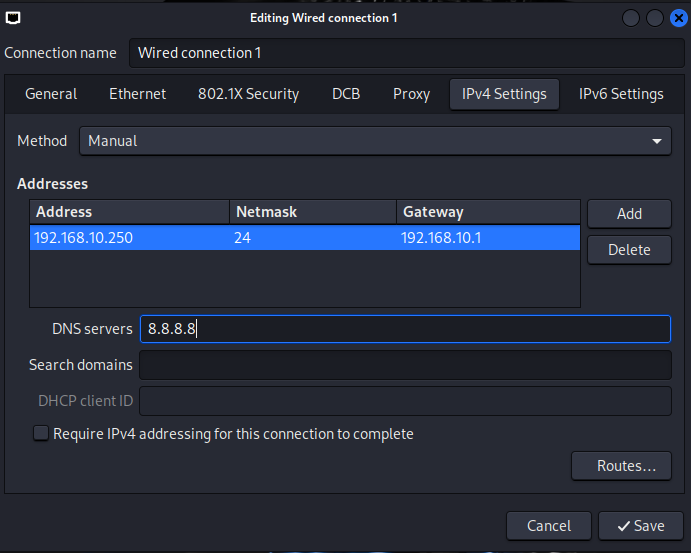 Editing Wired connection 1
Connection name Wired connection 1
General Ethernet 802.1X Security DCB Proxy IPv4 Settings IPv6 Settings
Method Manual
Addresses
Address Netmask Gateway Add
192.168.10.250 24 192.168.10.1
Delete
DNS servers 8.8.8.8
Search domains
DHCP client ID
Require IPv4 addressing for this connection to complete
Routes...
Cancel Save